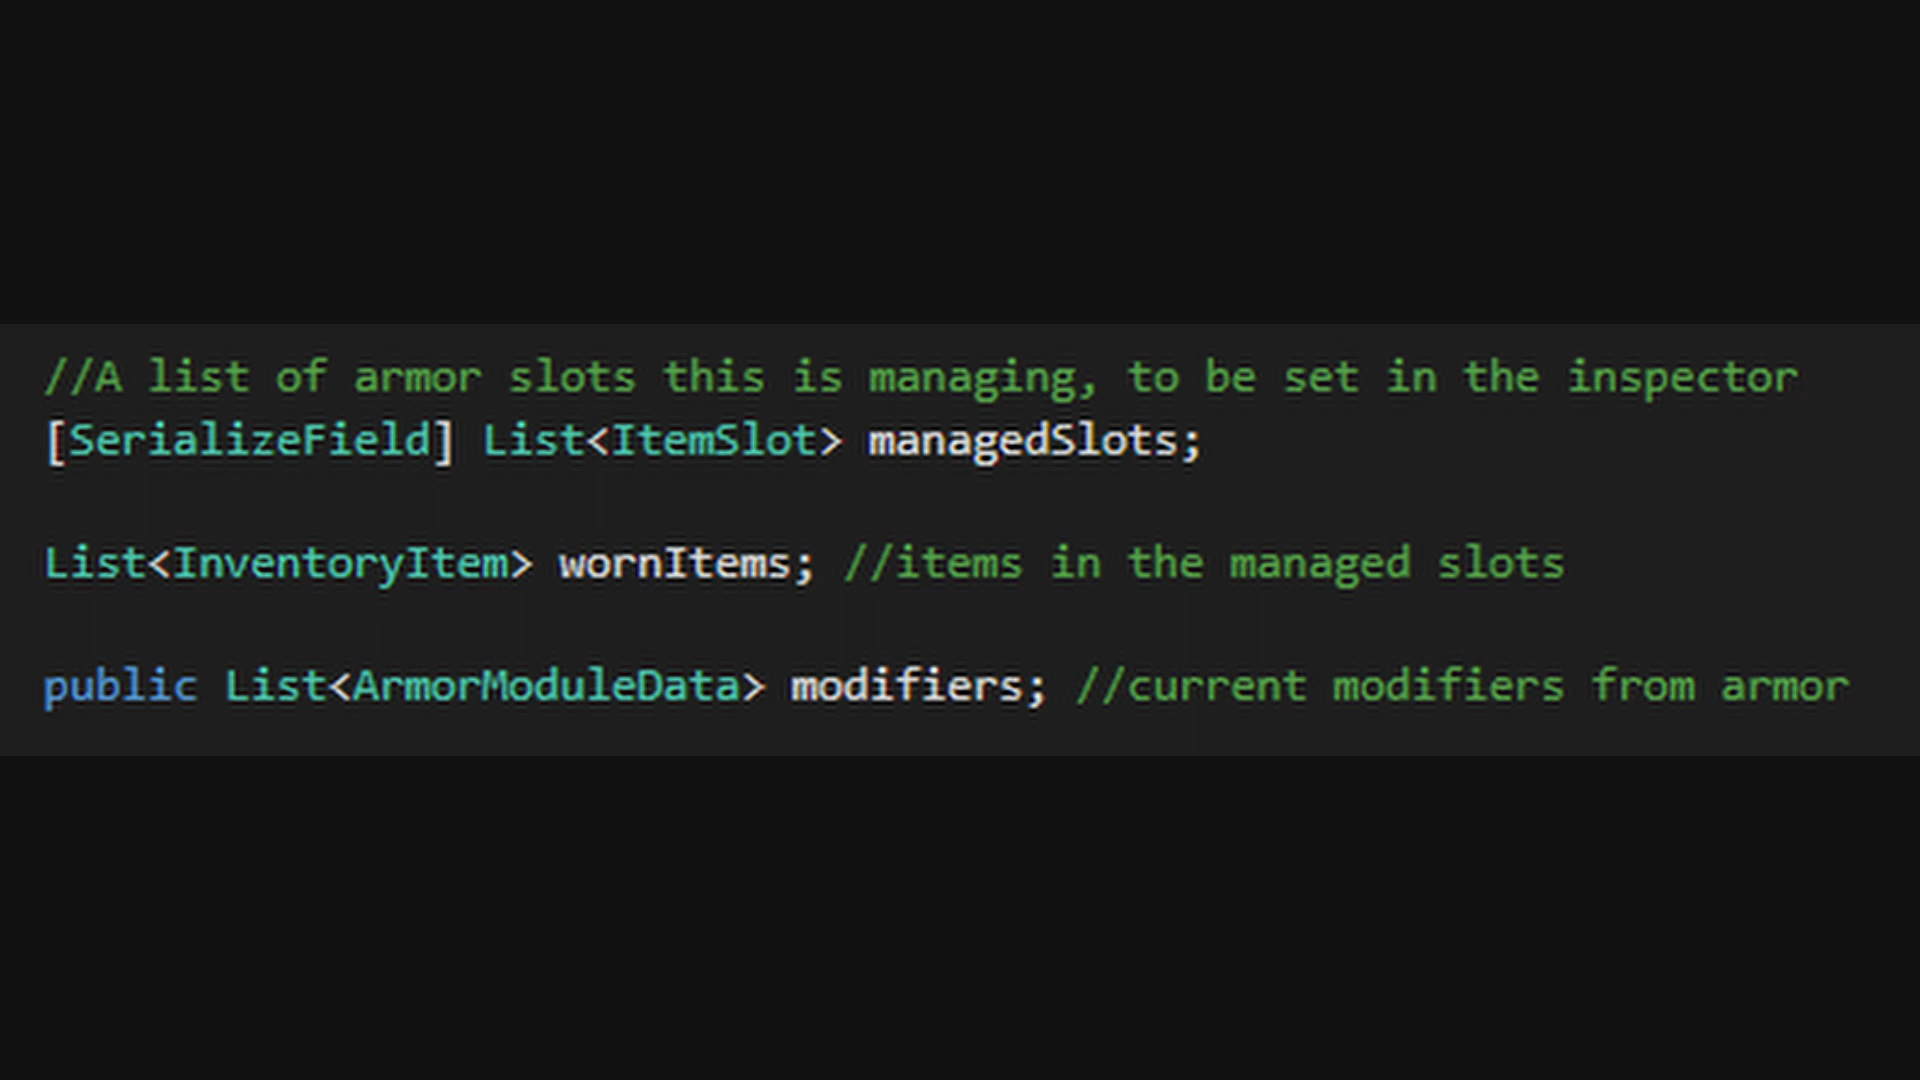 //A list of armor slots this is managing, to be set in the inspector
[SerializeField] List<ItemSlot> managedSlots;
List<InventoryItem> wornItems; //items in the managed slots
public List<ArmorModuleData> modifiers; //current modifiers from armor